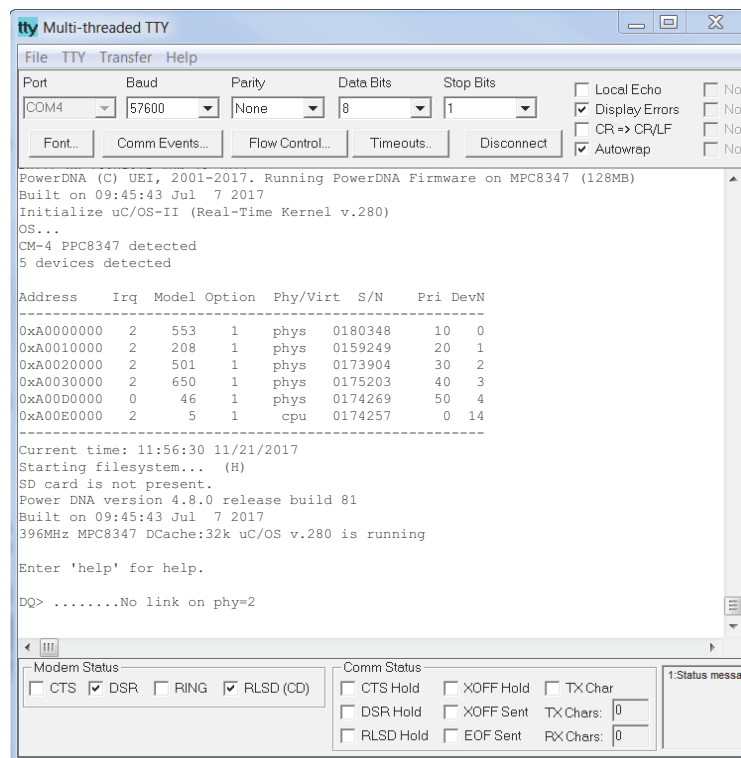 tty Multi-threaded TTY
File TTY Transfer Help
Port Baud Parity Data Bits Stop Bits
COM4 57600 None 8 1
Local Echo No
Display Errors No
CR => CR/LF No
Autowrap No
Font... Comm Events... Flow Control... Timeouts.. Disconnect
PowerDNA (C) UEI, 2001-2017. Running PowerDNA Firmware on MPC8347 (128MB)
Built on 09:45:43 Jul  7 2017
Initialize uC/OS-II (Real-Time Kernel v.280)
OS...
CM-4 PPC8347 detected
5 devices detected
Address Irq Model Option Phy/Virt S/N Pri DevN
--------------------------------------------------------
0xA0000000 2 553 1 phys 0180348 10 0
0xA0010000 2 208 1 phys 0159249 20 1
0xA0020000 2 501 1 phys 0173904 30 2
0xA0030000 2 650 1 phys 0175203 40 3
0xA00D0000 0 46 1 phys 0174269 50 4
0xA00E0000 2 5 1 cpu 0174257 0 14
--------------------------------------------------------
Current time: 11:56:30 11/21/2017
Starting filesystem... (H)
SD card is not present.
Power DNA version 4.8.0 release build 81
Built on 09:45:43 Jul  7 2017
396MHz MPC8347 DCache:32k uC/OS v.280 is running
Enter 'help' for help.
DQ> ........No link on phy=2
Modem Status
CTS DSR RING RLSD (CD)
Comm Status
CTS Hold XOFF Hold TX Char
DSR Hold XOFF Sent TX Chars: 0
RLSD Hold EOF Sent RX Chars: 0
1:Status messa